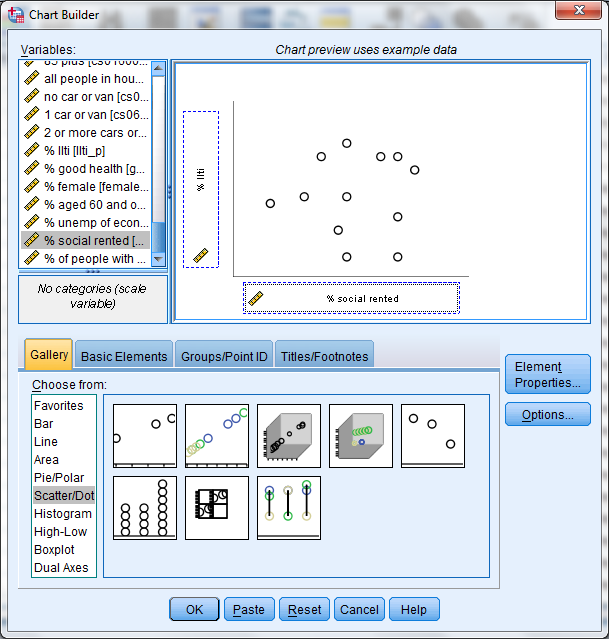 Chart Builder
Variables:
Chart preview uses example data
85 plus [cs01600...
all people in hou...
no car or van [cs0...
1 car or van [cs06...
2 or more cars or...
% llti [llti_p]
% good health [g...
% female [female...
% aged 60 and o...
% unemp of econ...
% social rented [...
% of people with ...
% llti
% social rented
No categories (scale
variable)
Gallery
Basic Elements
Groups/Point ID
Titles/Footnotes
Choose from:
Favorites
Bar
Line
Area
Pie/Polar
Scatter/Dot
Histogram
High-Low
Boxplot
Dual Axes
Element
Properties...
Options...
OK
Paste
Reset
Cancel
Help